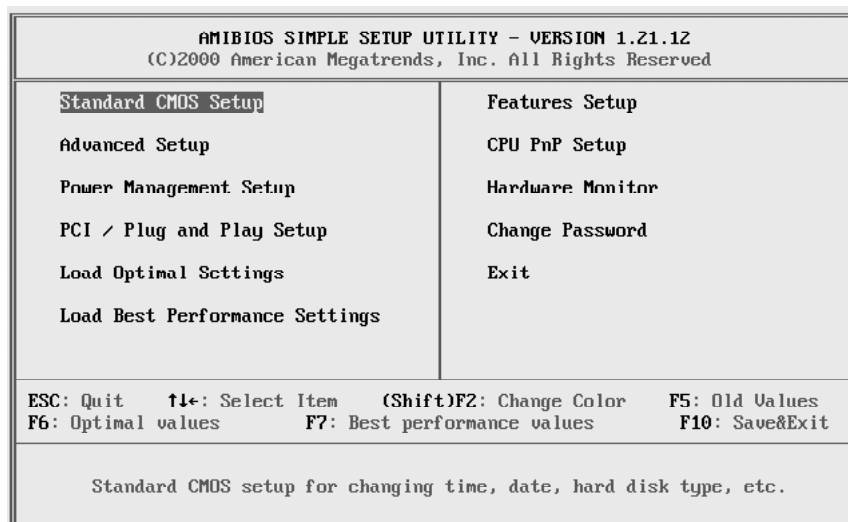 AMIBIOS SIMPLE SETUP UTILITY - VERSION 1.21.12
(C)2000 American Megatrends, Inc. All Rights Reserved
Standard CMOS Setup
Advanced Setup
Power Management Setup
PCI / Plug and Play Setup
Load Optimal Settings
Load Best Performance Settings
Features Setup
CPU PnP Setup
Hardware Monitor
Change Password
Exit
ESC: Quit ↑↓←: Select Item (Shift)F2: Change Color F5: Old Values
F6: Optimal values F7: Best performance values F10: Save&Exit
Standard CMOS setup for changing time, date, hard disk type, etc.